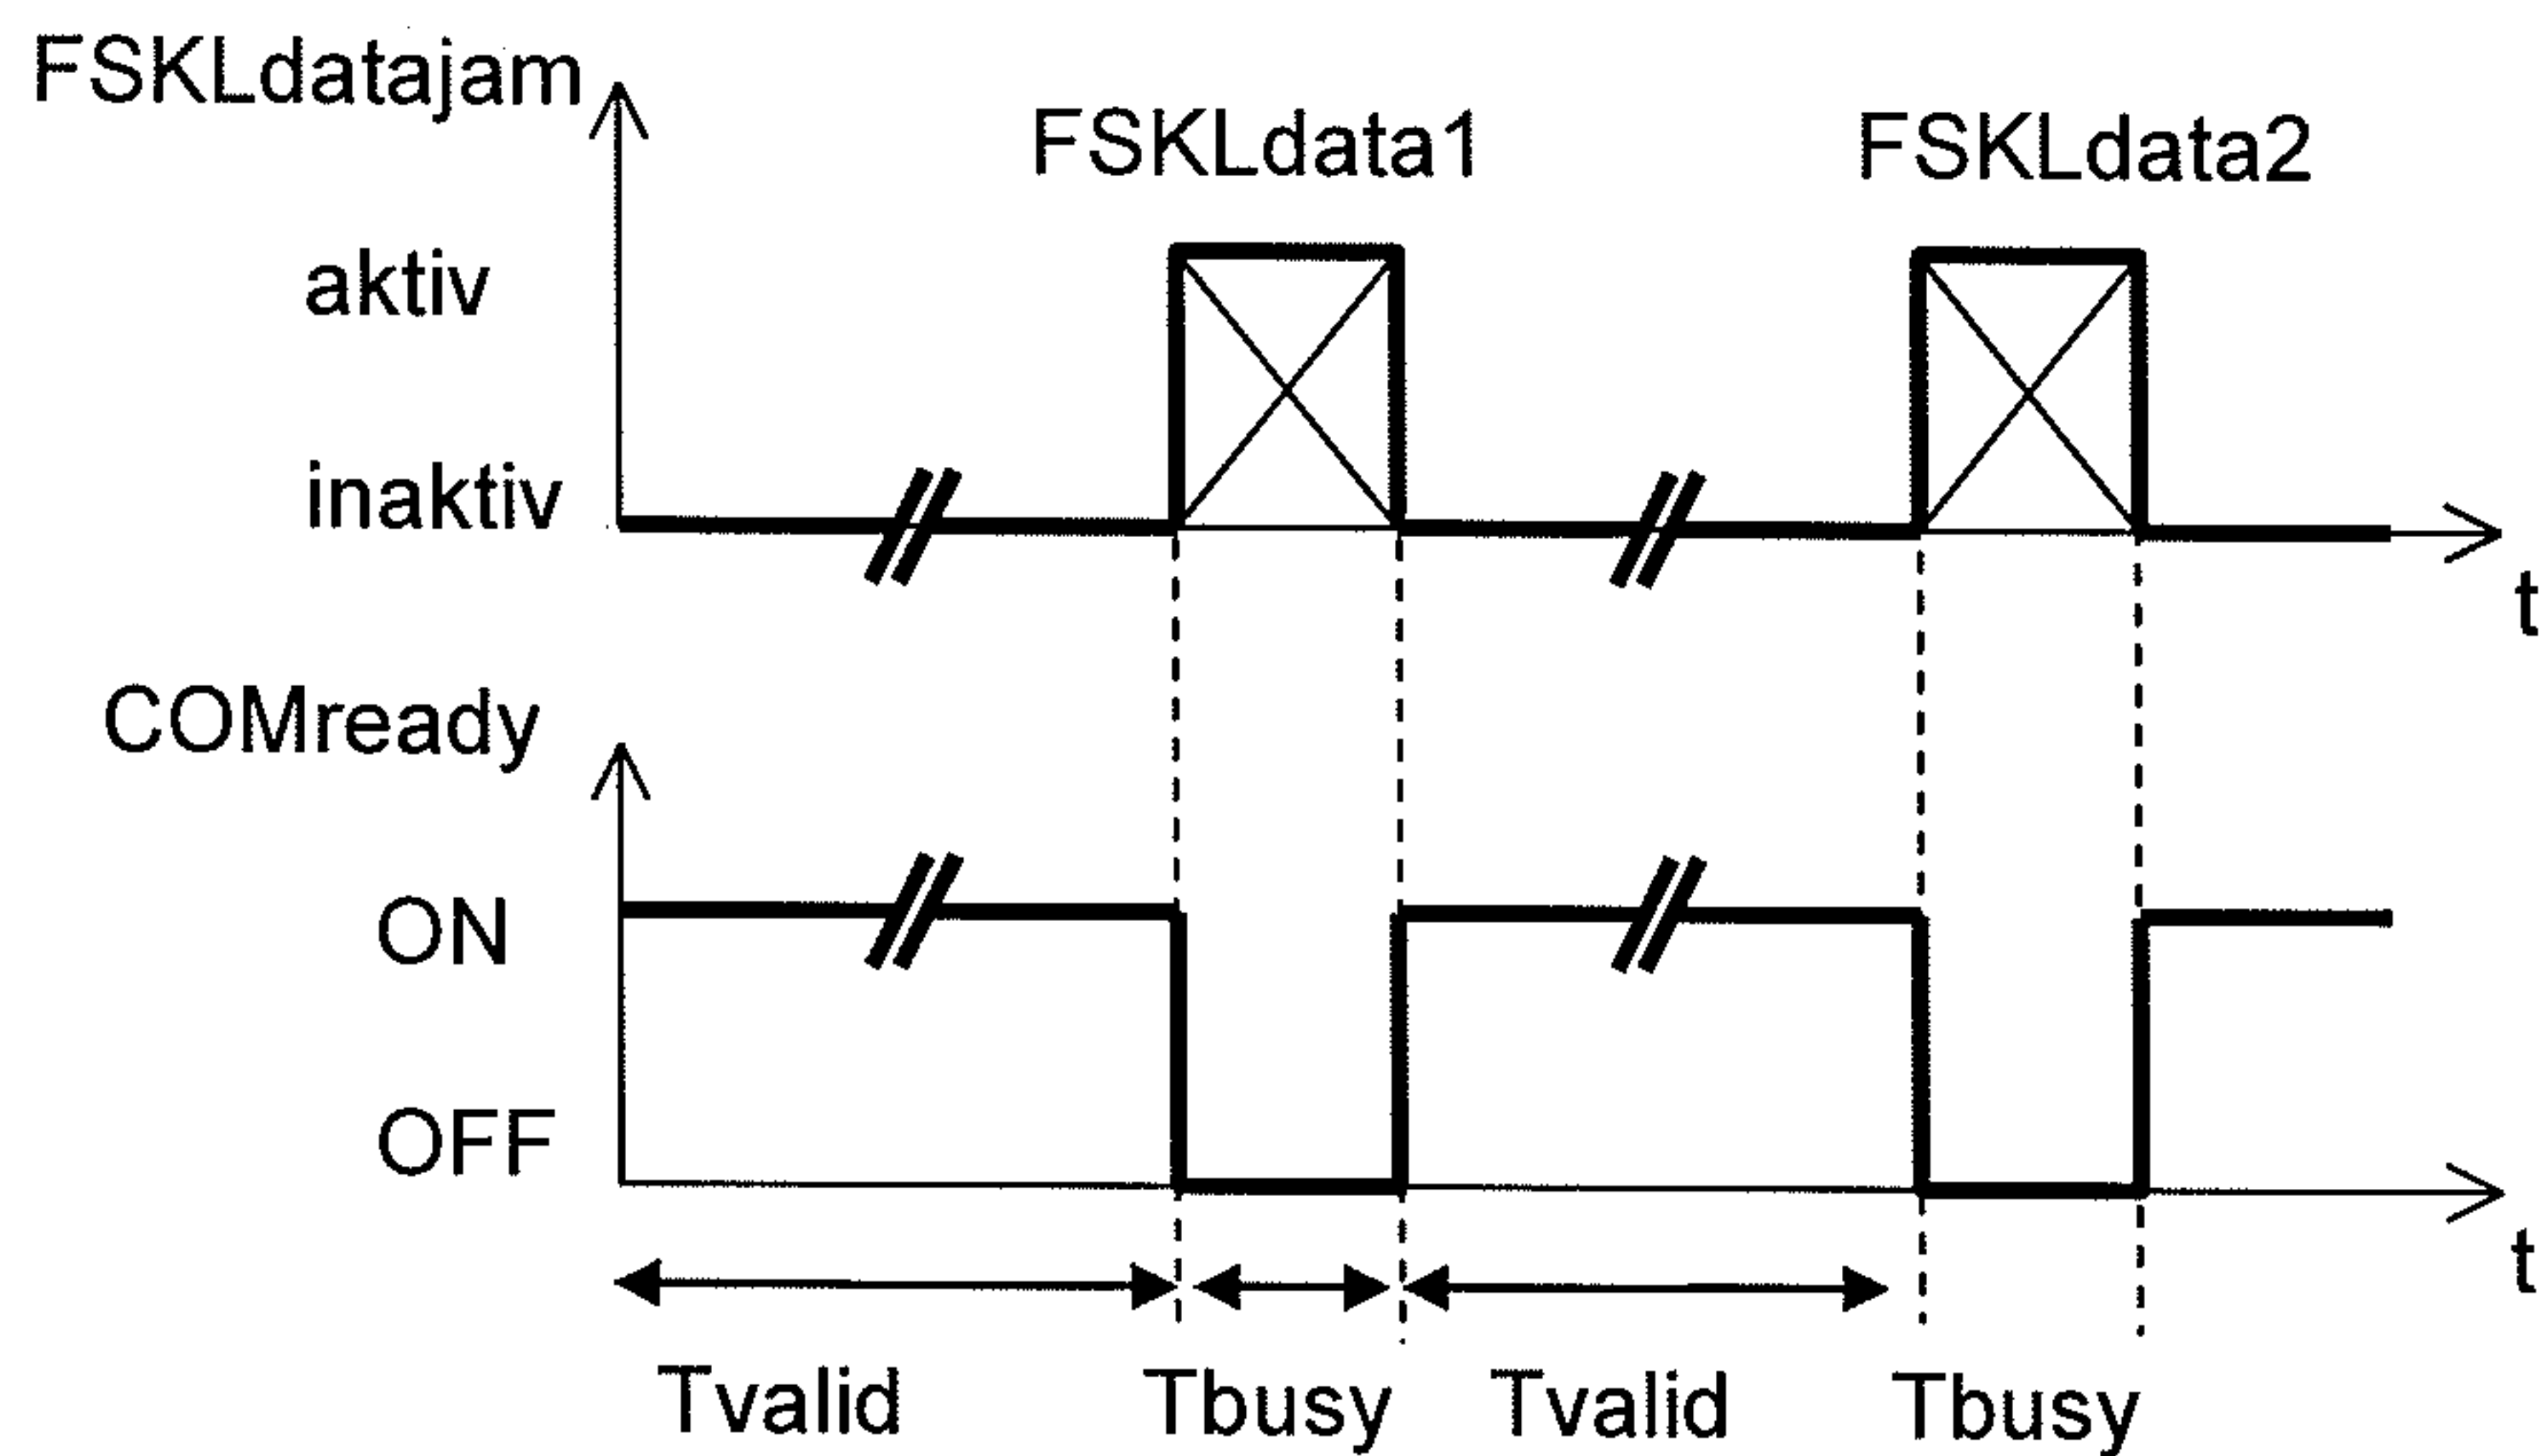 FSKLdatajam
FSKLdata1 FSKLdata2
aktiv
inaktiv
t
COMready
ON
OFF
t
Tvalid Tbusy Tvalid Tbusy